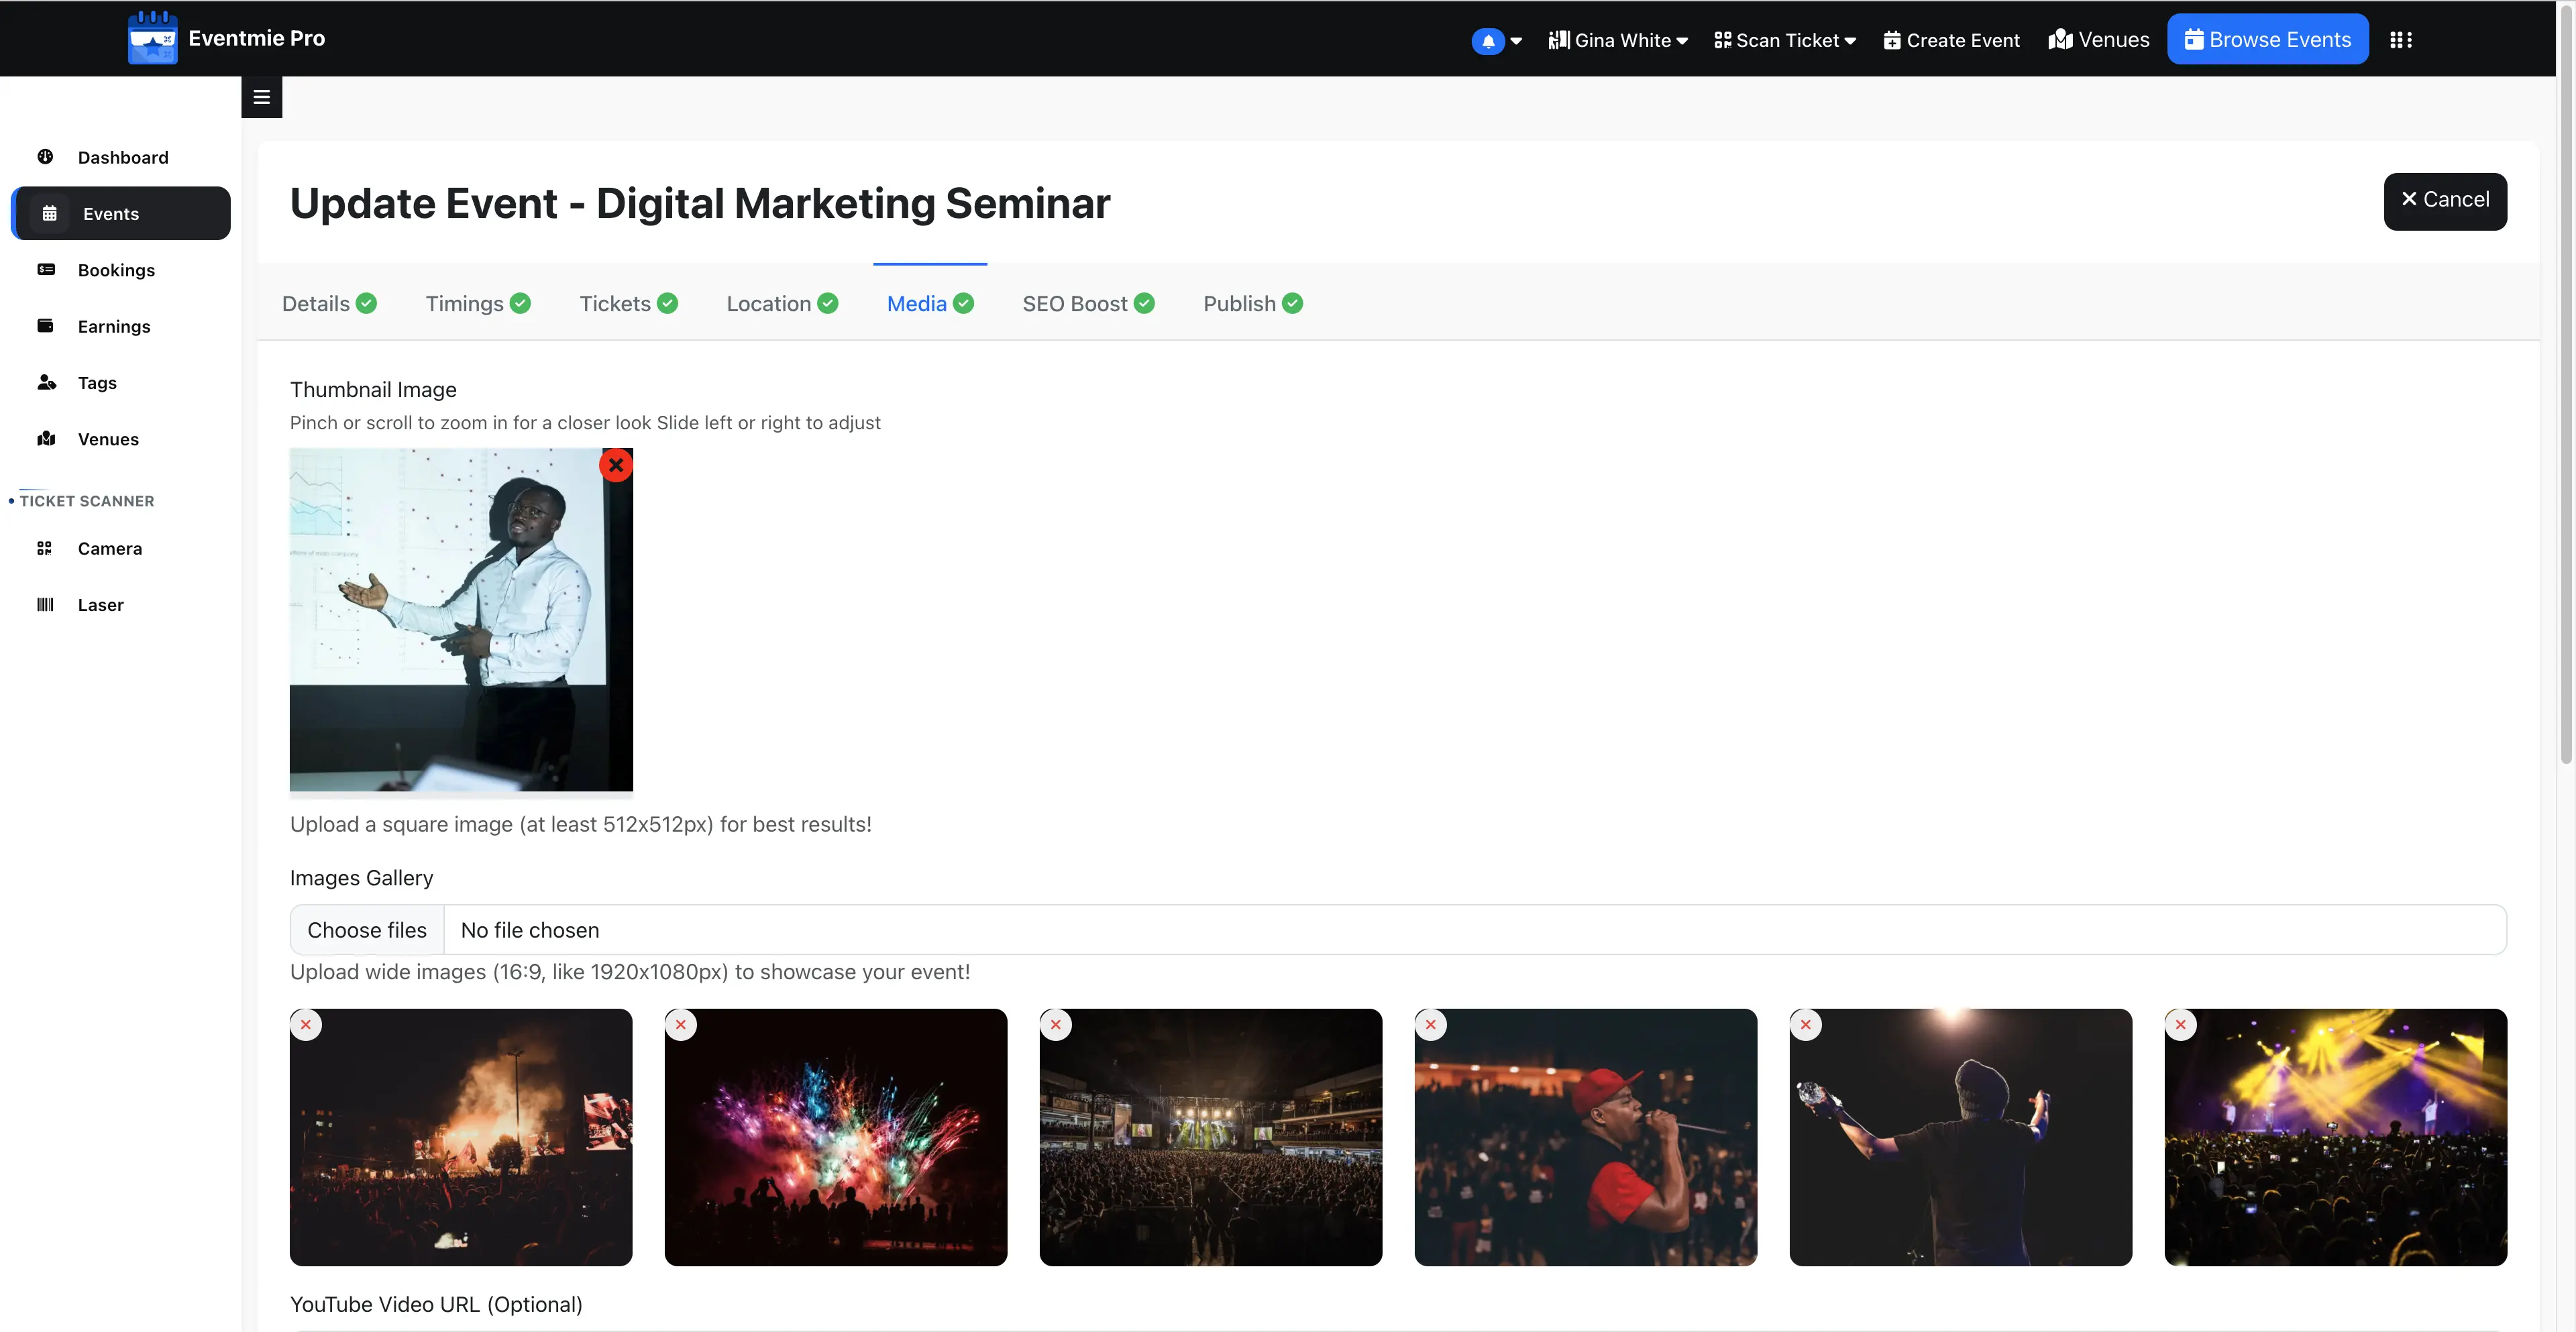 Eventmie Pro
Gina White
Scan Ticket
Create Event
Venues
Browse Events
Dashboard
Events
Bookings
Earnings
Tags
Venues
TICKET SCANNER
Camera
Laser
Update Event - Digital Marketing Seminar
Cancel
Details
Timings
Tickets
Location
Media
SEO Boost
Publish
Thumbnail Image
Pinch or scroll to zoom in for a closer look Slide left or right to adjust
Upload a square image (at least 512x512px) for best results!
Images Gallery
Choose files
No file chosen
Upload wide images (16:9, like 1920x1080px) to showcase your event!
YouTube Video URL (Optional)